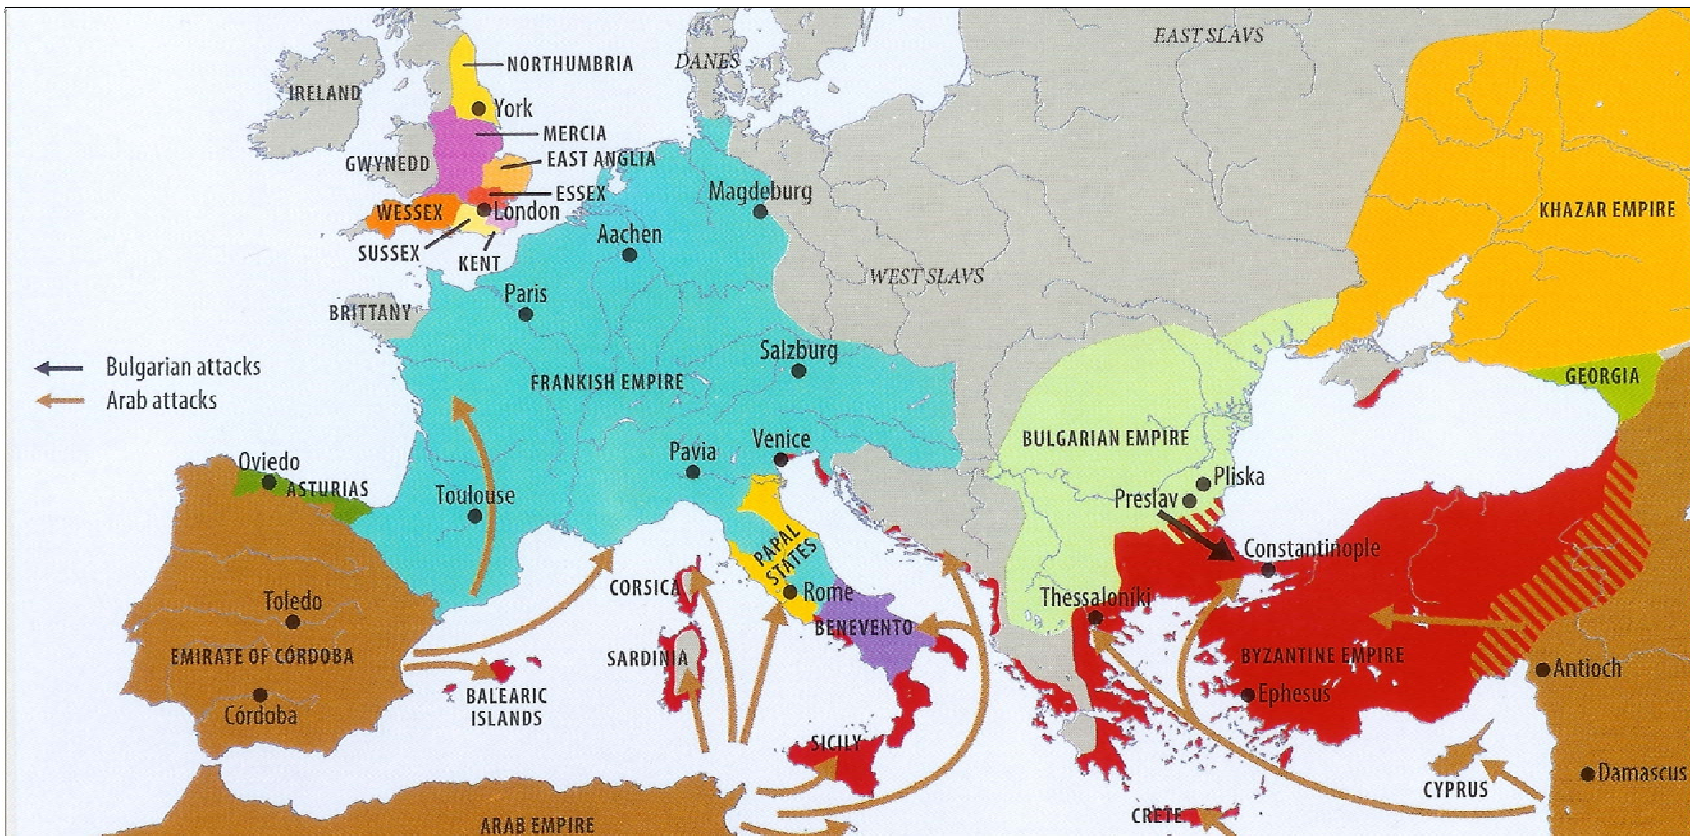 EAST SLAVS
DANES
NORTHUMBRIA
IRELAND
York
MERCIA
GWYNEDD
EAST ANGLIA
ESSEX
WESSEX
London
SUSSEX
KENT
Magdeburg
Aachen
KHAZAR EMPIRE
WEST SLAVS
Paris
BRITTANY
Salzburg
FRANKISH EMPIRE
Bulgarian attacks
Arab attacks
GEORGIA
BULGARIAN EMPIRE
Venice
Pavia
Oviedo
ASTURIAS
Toulouse
Pliska
Preslav
PAPAL
STATES
Constantinople
CORSICA
Rome
Thessaloniki
Toledo
BENEVENTO
EMIRATE OF CÓRDOBA
SARDINIA
BYZANTINE EMPIRE
Antioch
BALEARIC
ISLANDS
Ephesus
Córdoba
SICILY
Damascus
CYPRUS
CRETE
ARAB EMPIRE